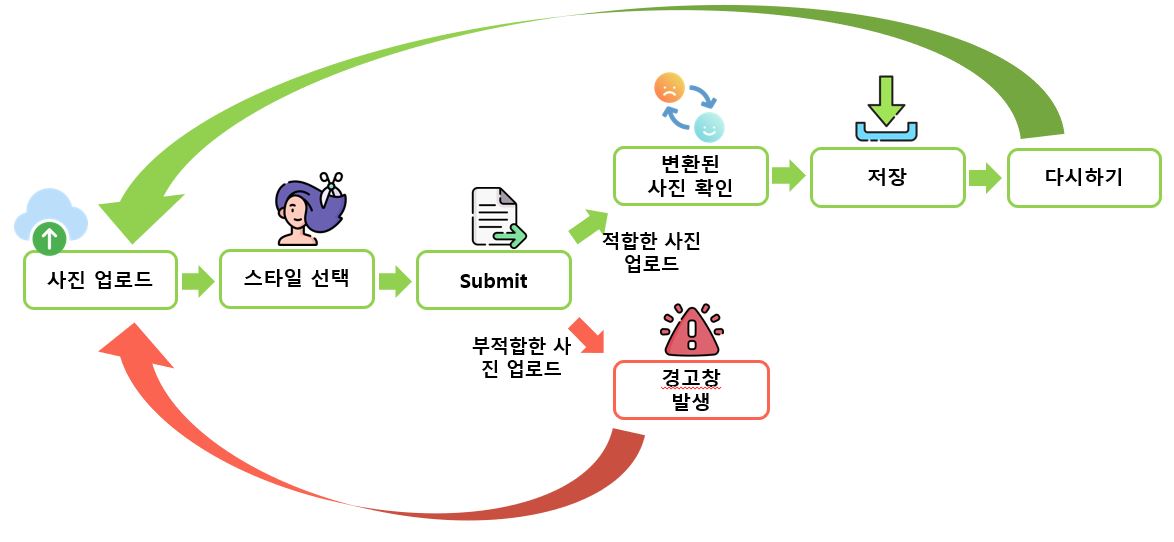 사진 업로드
스타일 선택
Submit
적합한 사진
업로드
변환된
사진 확인
저장
다시하기
부적합한 사
진 업로드
경고창
발생